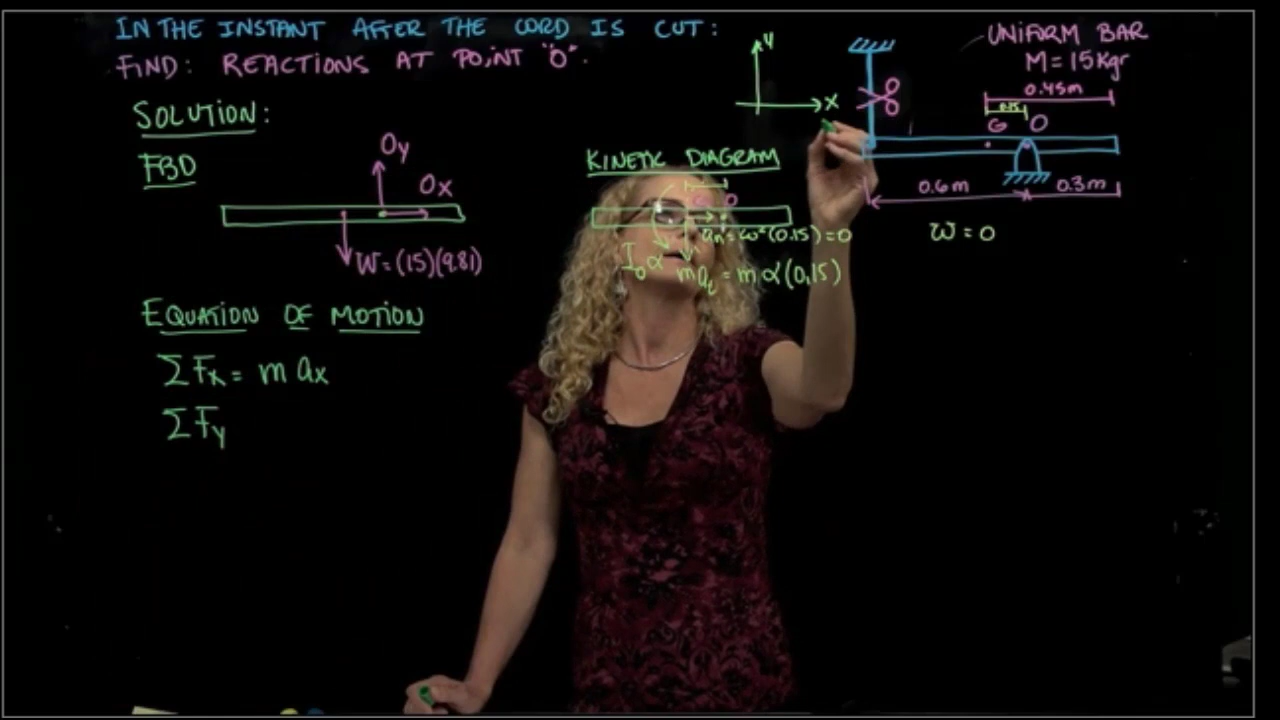 IN THE INSTANT AFTER THE CORD IS CUT:
FIND: REACTIONS AT POINT "O".
SOLUTION:
FBD
Oy
Ox
W=(15)(9.81)
EQUATION OF MOTION
ΣFx = m ax
ΣFy
y
x
KINETIC DIAGRAM
G O
an = ω²(0.15) = 0
Ioα
mat = mα(0.15)
UNIFORM BAR
M = 15Kgr
0.45m
0.15
G O
0.6m
0.3m
ω = 0